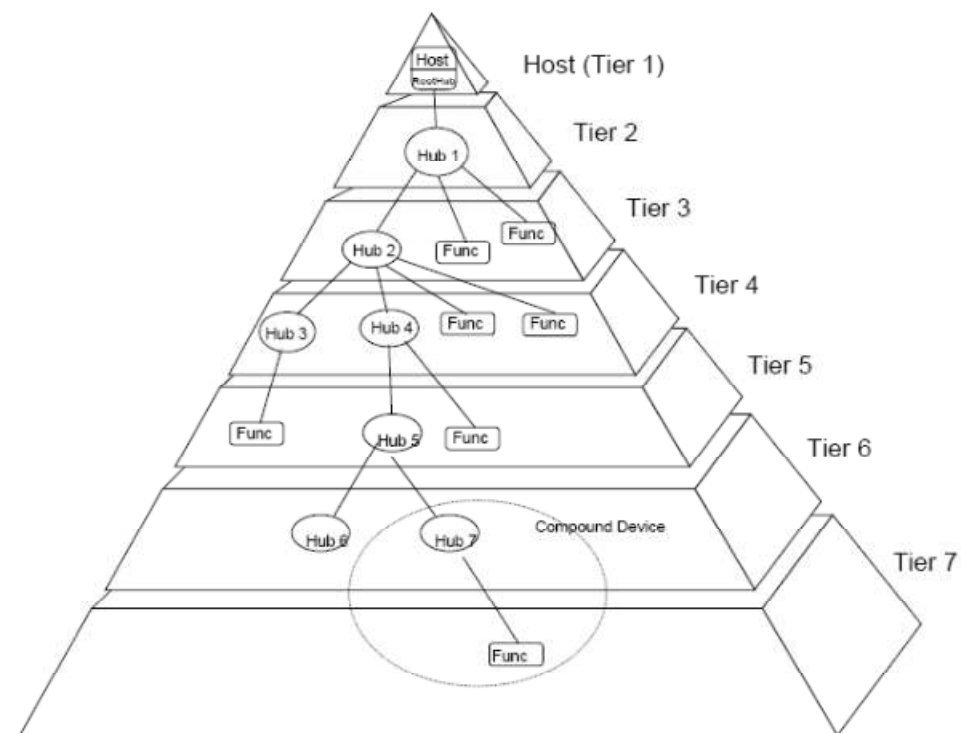 Host
RootHub
Host (Tier 1)
Tier 2
Hub 1
Tier 3
Func
Hub 2
Func
Tier 4
Hub 3
Hub 4
Func
Func
Tier 5
Func
Hub 5
Func
Tier 6
Hub 6
Hub 7
Compound Device
Tier 7
Func